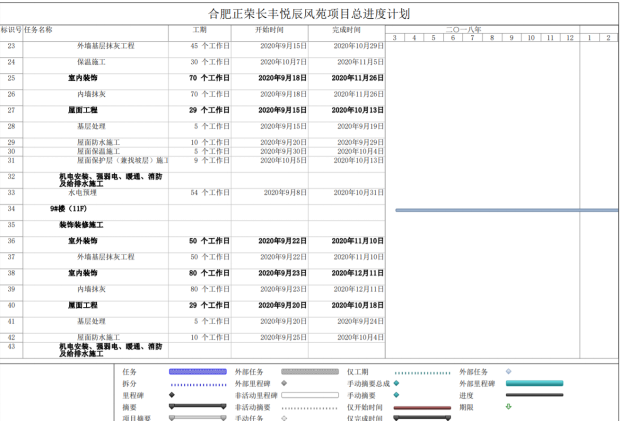 合肥正荣长丰悦辰风苑项目总进度计划
标识号 任务名称 工期 开始时间 完成时间 二〇一八年
3 4 5 6 7 8 9 10 11 12 1 2
23 外墙基层抹灰工程 45 个工作日 2020年9月15日 2020年10月29日
24 保温施工 30 个工作日 2020年10月7日 2020年11月5日
25 室内装饰 70 个工作日 2020年9月18日 2020年11月26日
26 内墙抹灰 70 个工作日 2020年9月18日 2020年11月26日
27 屋面工程 29 个工作日 2020年9月15日 2020年10月13日
28 基层处理 5 个工作日 2020年9月15日 2020年9月19日
29 屋面防水施工 10 个工作日 2020年9月20日 2020年9月29日
30 屋面保温施工 5 个工作日 2020年9月30日 2020年10月4日
31 屋面保护层（兼找坡层）施工 9 个工作日 2020年10月5日 2020年10月13日
32 机电安装、强弱电、暖通、消防
及给排水施工
33 水电预埋 54 个工作日 2020年9月8日 2020年10月31日
34 9#楼（11F）
35 装饰装修施工
36 室外装饰 50 个工作日 2020年9月22日 2020年11月10日
37 外墙基层抹灰工程 50 个工作日 2020年9月22日 2020年11月10日
38 室内装饰 80 个工作日 2020年9月23日 2020年12月11日
39 内墙抹灰 80 个工作日 2020年9月23日 2020年12月11日
40 屋面工程 29 个工作日 2020年9月20日 2020年10月18日
41 基层处理 5 个工作日 2020年9月20日 2020年9月24日
42 屋面防水施工 10 个工作日 2020年9月25日 2020年10月4日
43 机电安装、强弱电、暖通、消防
及给排水施工
任务 外部任务 仅工期 外部任务
拆分 外部里程碑 手动摘要总成 外部里程碑
里程碑 非活动里程碑 手动摘要 进度
摘要 非活动摘要 仅开始时间 期限
项目摘要 手动任务 仅完成时间